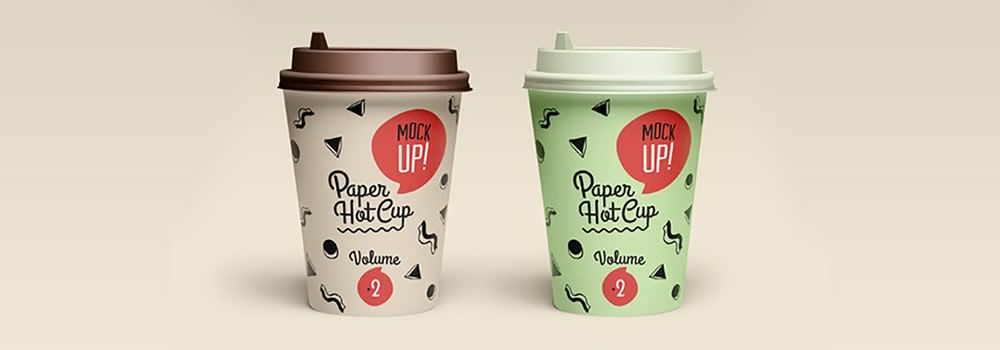 MOCK
UP!
Paper
Hot Cup
Volume
.2
MOCK
UP!
Paper
Hot Cup
Volume
.2